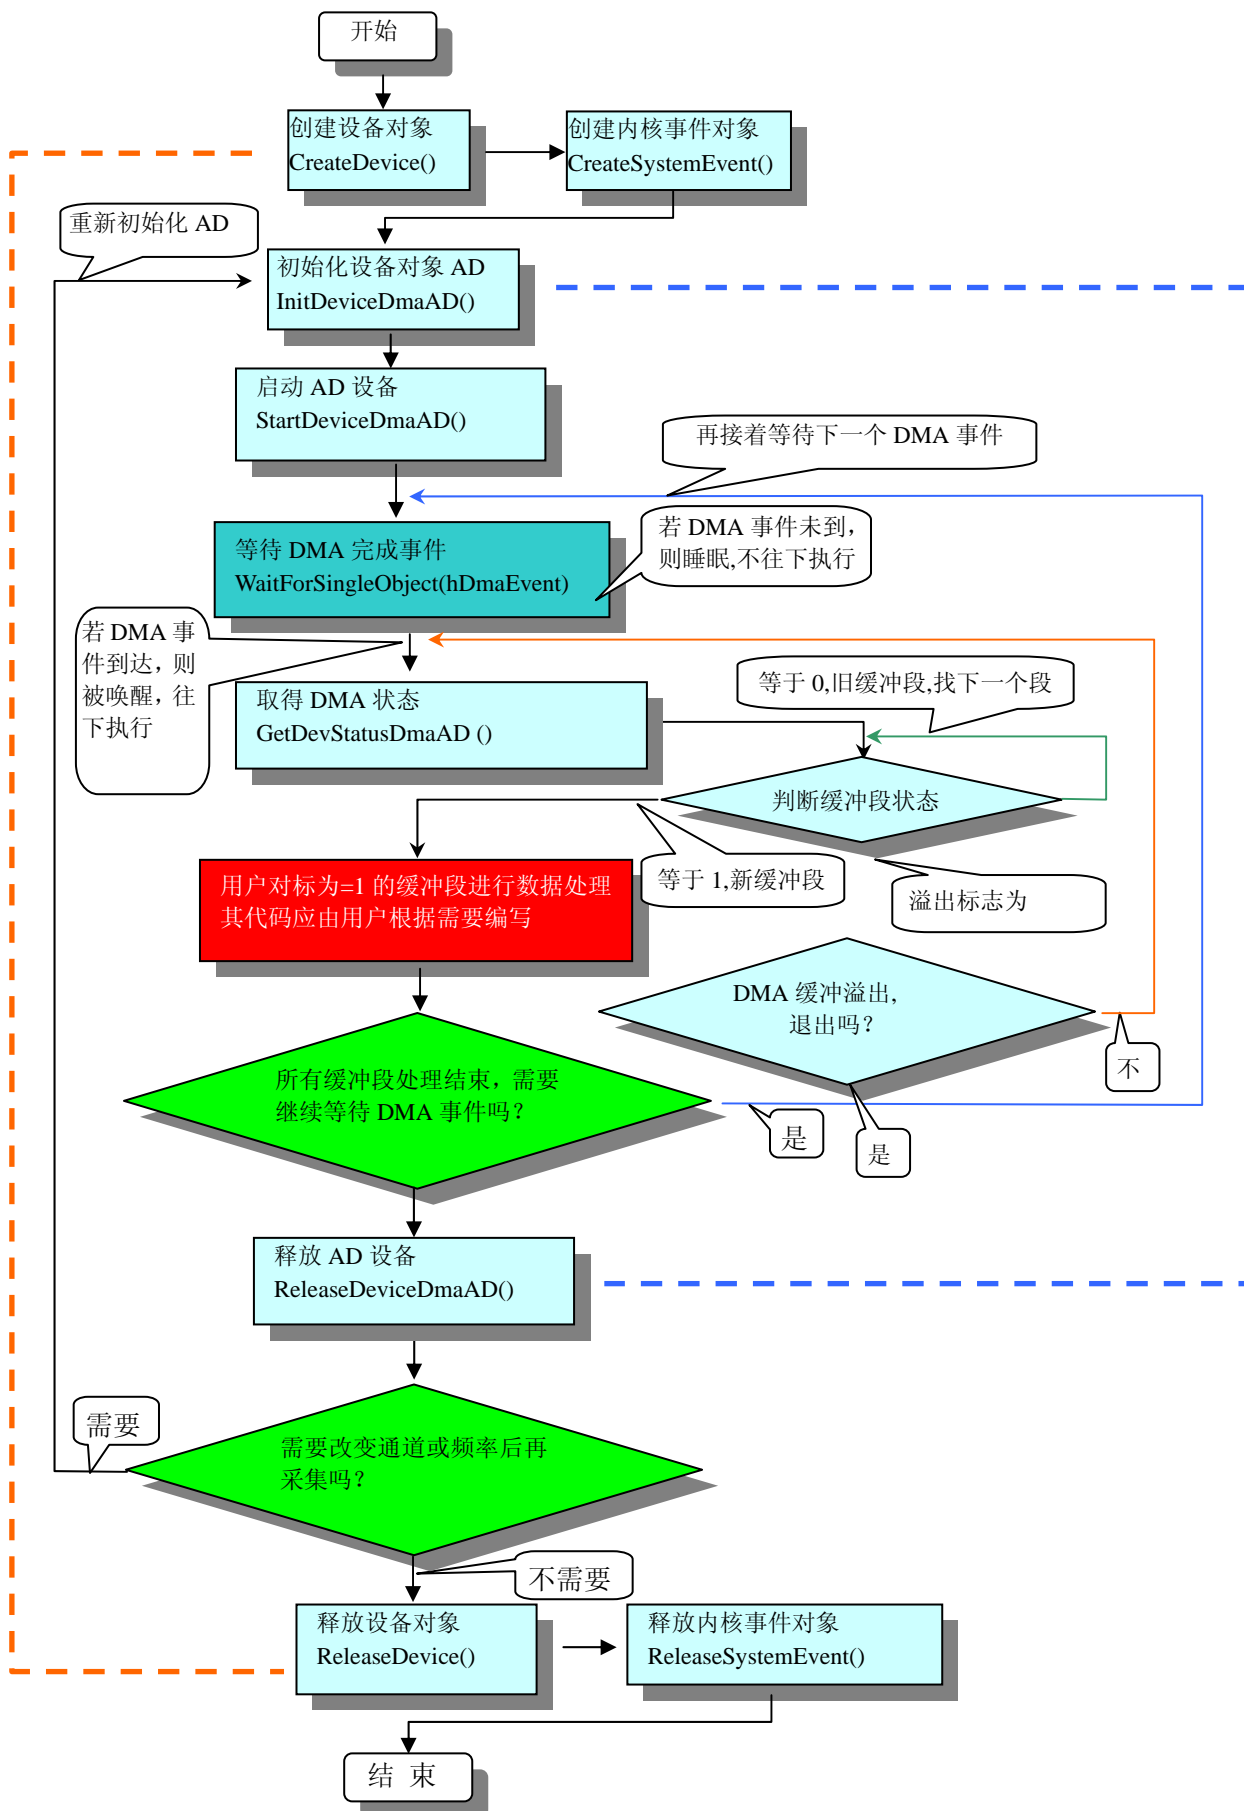 开始
创建设备对象
CreateDevice()
创建内核事件对象
CreateSystemEvent()
重新初始化 AD
初始化设备对象 AD
InitDeviceDmaAD()
启动 AD 设备
StartDeviceDmaAD()
再接着等待下一个 DMA 事件
等待 DMA 完成事件
WaitForSingleObject(hDmaEvent)
若 DMA 事件未到，
则睡眠,不往下执行
若 DMA 事
件到达，则
被唤醒，往
下执行
取得 DMA 状态
GetDevStatusDmaAD ()
等于 0,旧缓冲段,找下一个段
判断缓冲段状态
用户对标为=1 的缓冲段进行数据处理
其代码应由用户根据需要编写
等于 1,新缓冲段
溢出标志为
DMA 缓冲溢出,
退出吗？
不
所有缓冲段处理结束，需要
继续等待 DMA 事件吗？
是
是
释放 AD 设备
ReleaseDeviceDmaAD()
需要
需要改变通道或频率后再
采集吗？
不需要
释放设备对象
ReleaseDevice()
释放内核事件对象
ReleaseSystemEvent()
结 束